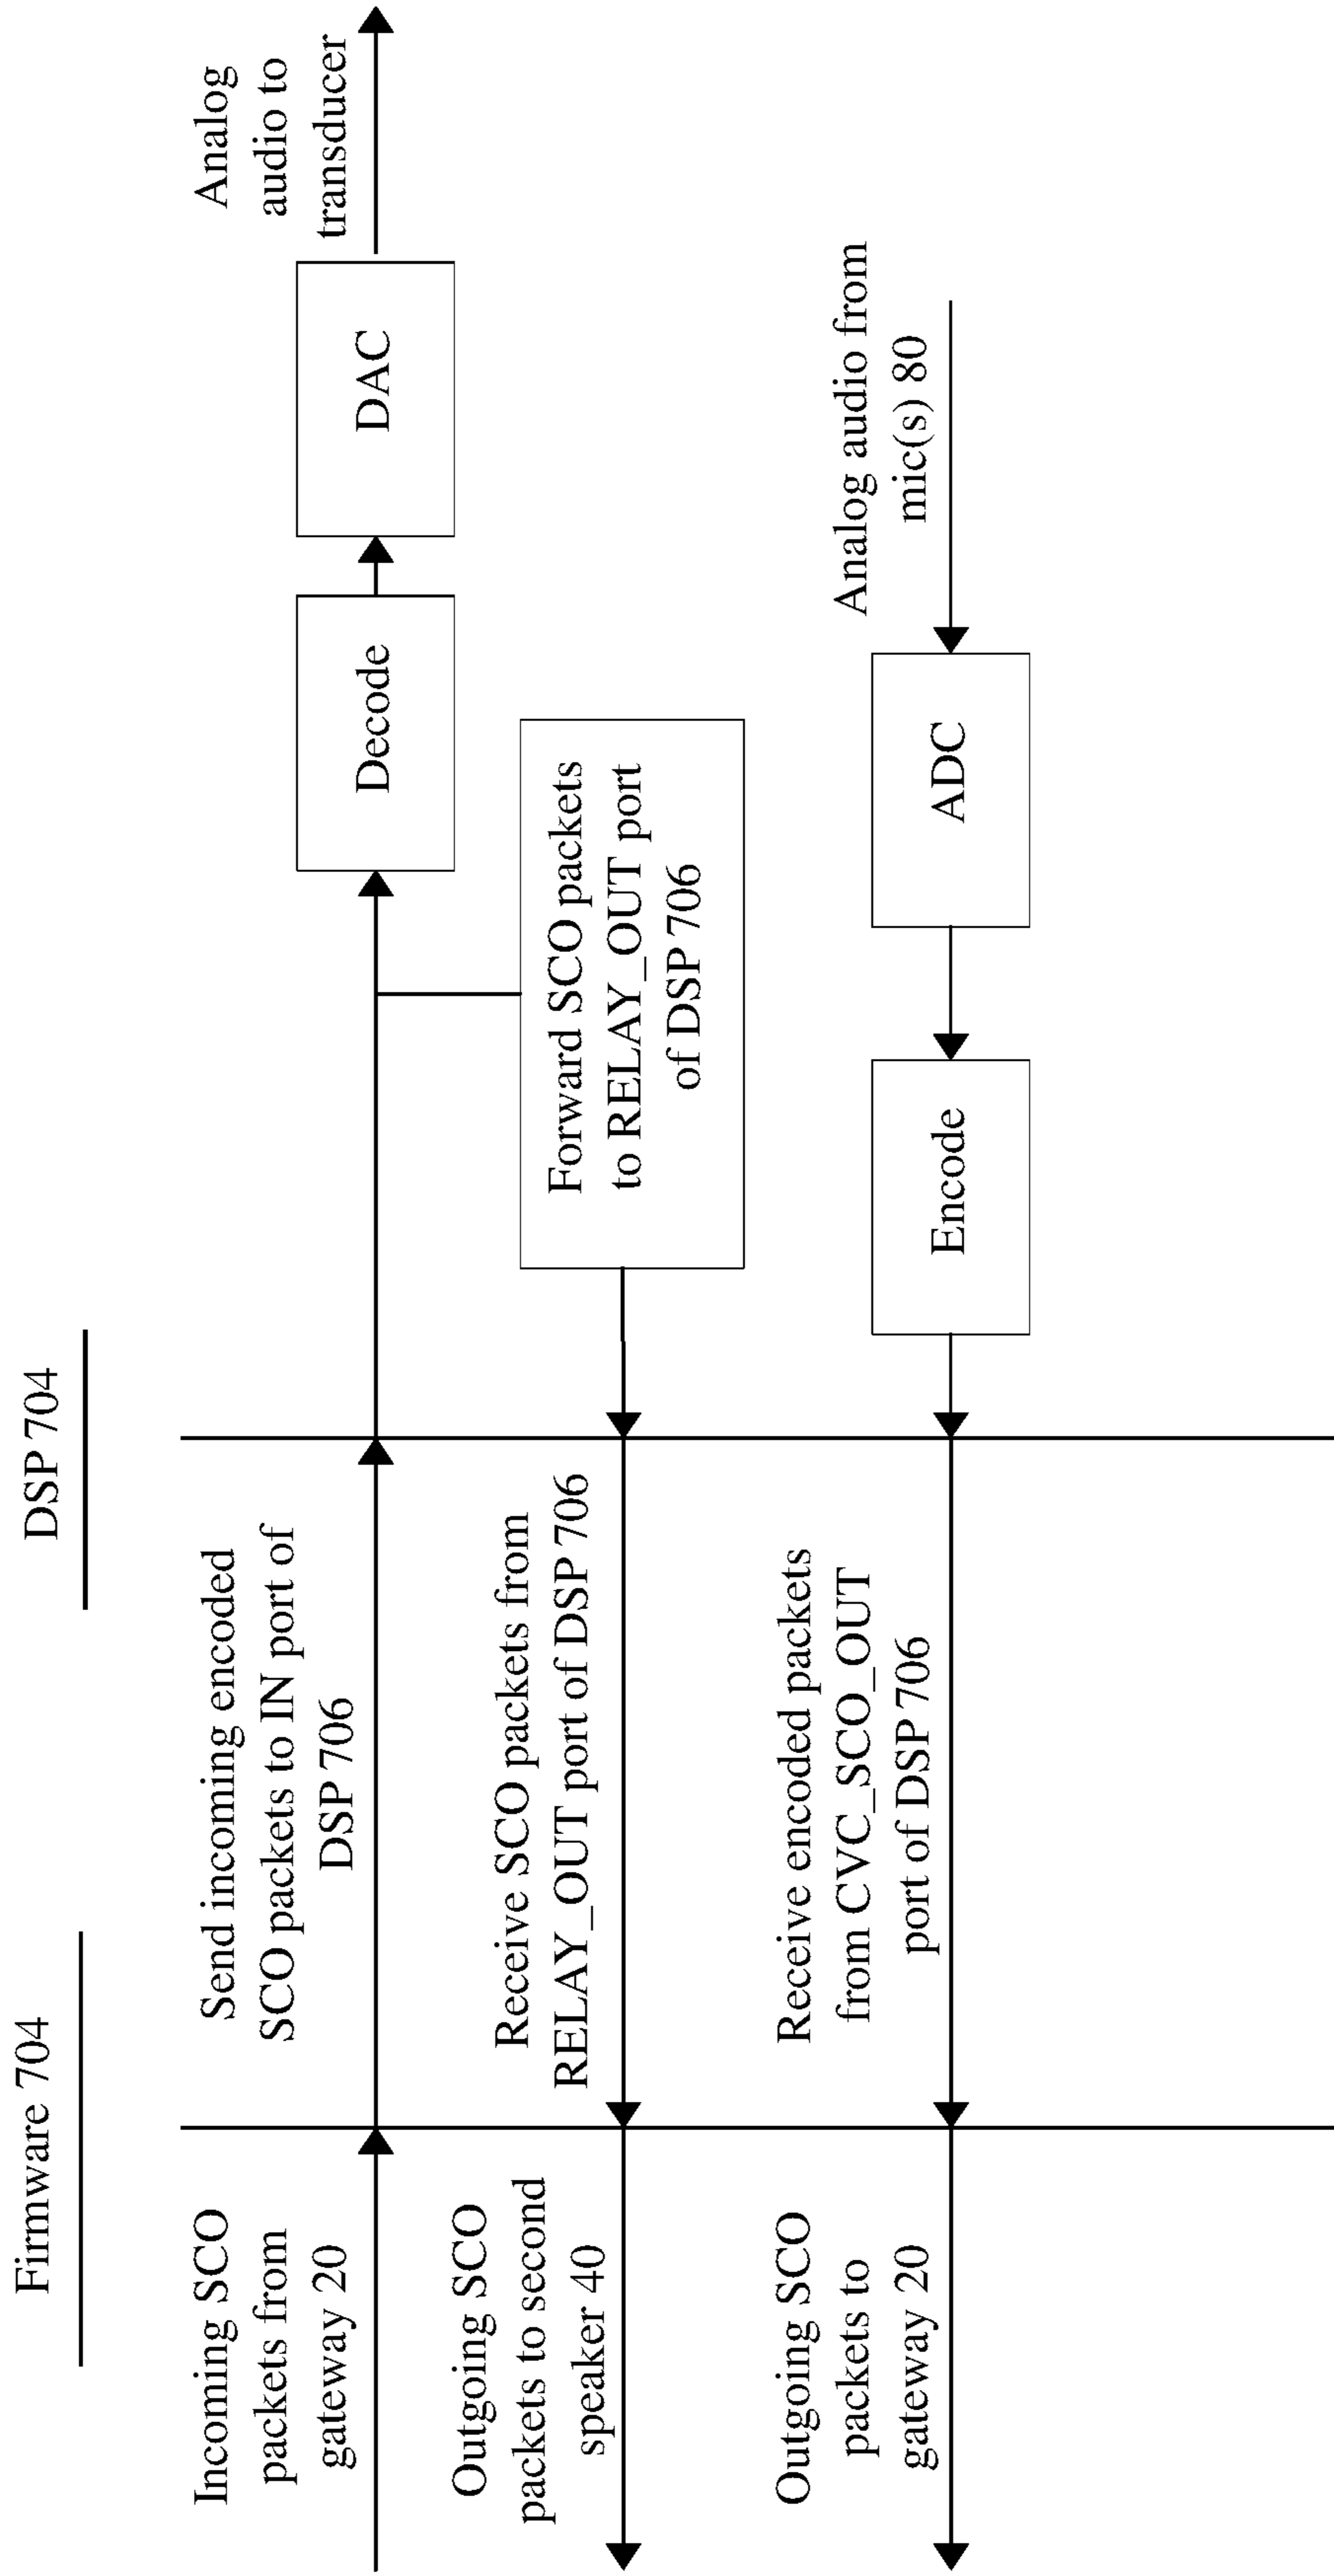 Firmware 704
DSP 704
Incoming SCO
packets from
gateway 20
Send incoming encoded
SCO packets to IN port of
DSP 706
Decode
DAC
Analog
audio to
transducer
Outgoing SCO
packets to second
speaker 40
Receive SCO packets from
RELAY_OUT port of DSP 706
Forward SCO packets
to RELAY_OUT port
of DSP 706
Outgoing SCO
packets to
gateway 20
Receive encoded packets
from CVC_SCO_OUT
port of DSP 706
Encode
ADC
Analog audio from
mic(s) 80